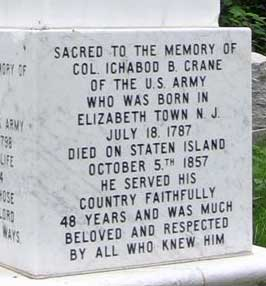 SACRED TO THE MEMORY OF
COL. ICHABOD B. CRANE
OF THE U.S. ARMY
WHO WAS BORN IN
ELIZABETH TOWN N.J.
JULY 18. 1787
DIED ON STATEN ISLAND
OCTOBER 5.TH 1857
HE SERVED HIS
COUNTRY FAITHFULLY
48 YEARS AND WAS MUCH
BELOVED AND RESPECTED
BY ALL WHO KNEW HIM
ORY OF
ARMY
798
LIFE
4
HOSE
LORD
WAYS